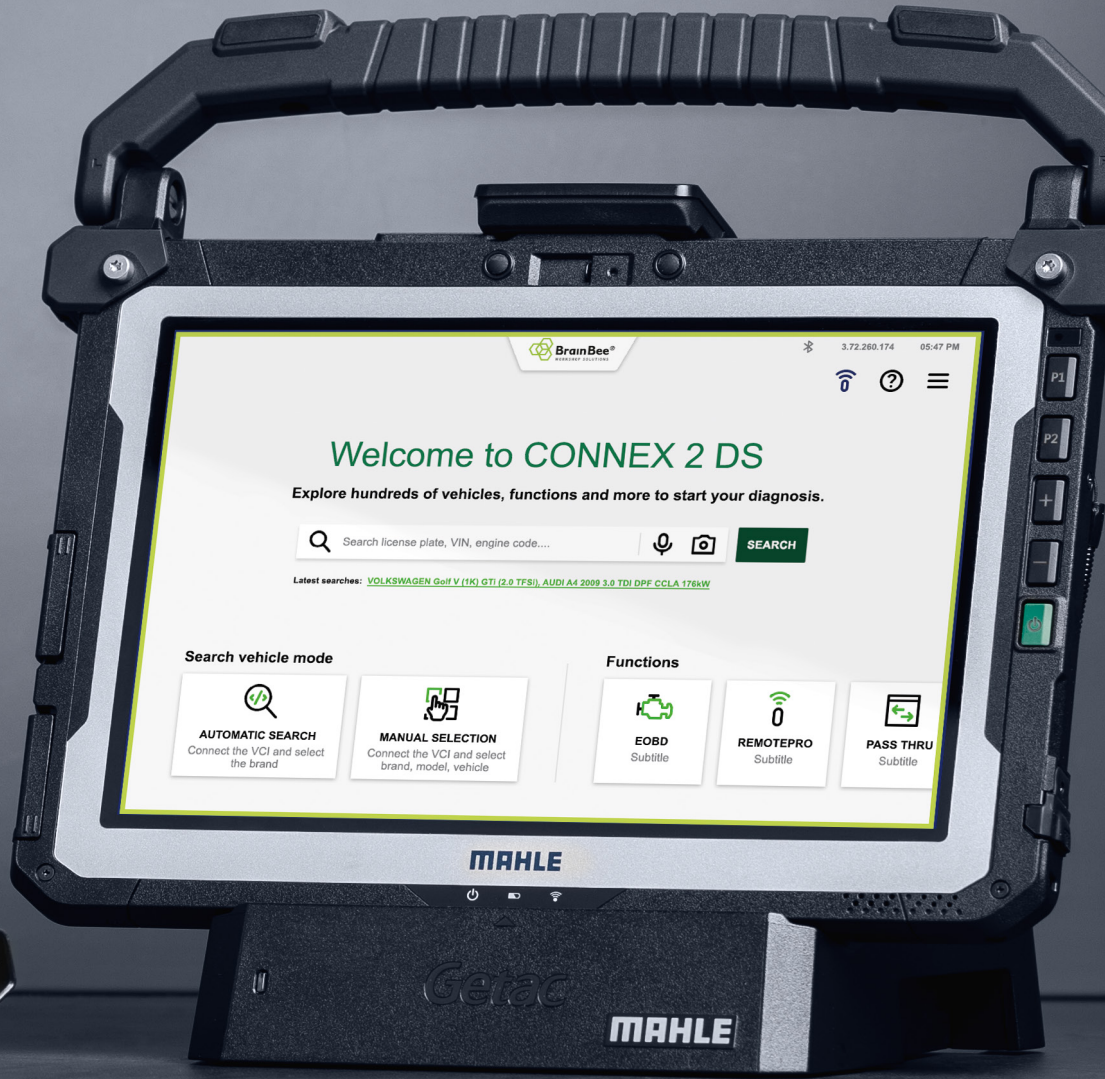 BrainBee®
WORKSHOP SOLUTIONS
3.72.260.174 05:47 PM
Welcome to CONNEX 2 DS
Explore hundreds of vehicles, functions and more to start your diagnosis.
Search license plate, VIN, engine code....
SEARCH
Latest searches: VOLKSWAGEN Golf V (1K) GTi (2.0 TFSi), AUDI A4 2009 3.0 TDI DPF CCLA 176kW
Search vehicle mode
AUTOMATIC SEARCH
Connect the VCI and select
the brand
MANUAL SELECTION
Connect the VCI and select
brand, model, vehicle
Functions
EOBD
Subtitle
REMOTEPRO
Subtitle
PASS THRU
Subtitle
P1
P2
+
−
MAHLE
Getac
MAHLE